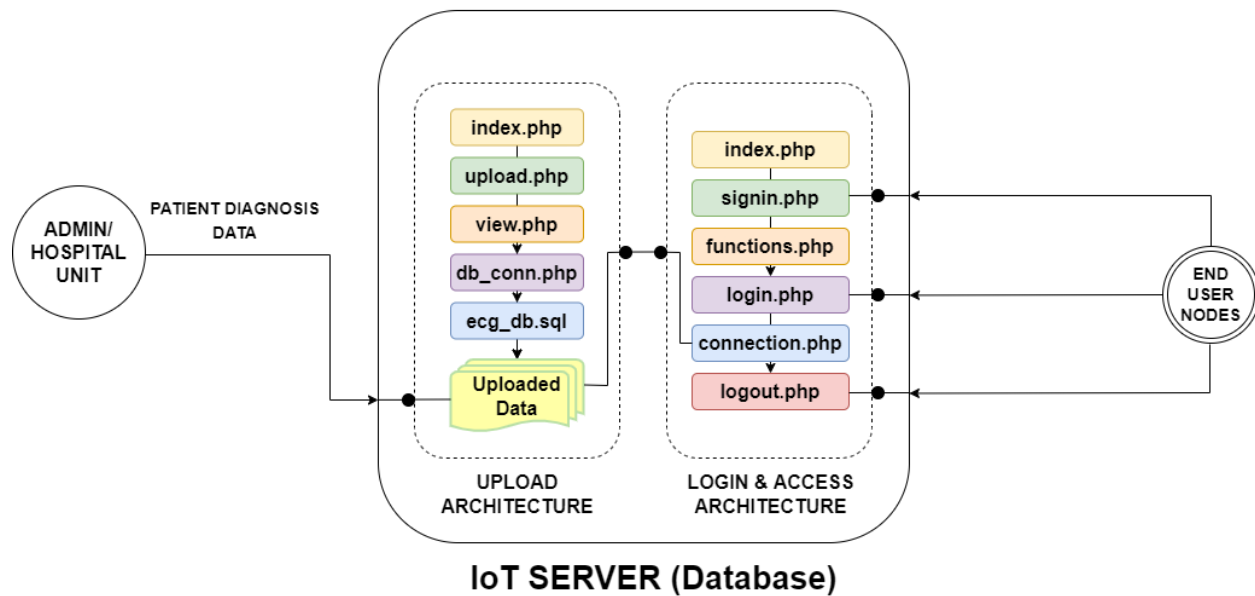 ADMIN/
HOSPITAL
UNIT
PATIENT DIAGNOSIS
DATA
index.php
upload.php
view.php
db_conn.php
ecg_db.sql
Uploaded
Data
UPLOAD
ARCHITECTURE
index.php
signin.php
functions.php
login.php
connection.php
logout.php
LOGIN & ACCESS
ARCHITECTURE
END
USER
NODES
IoT SERVER (Database)